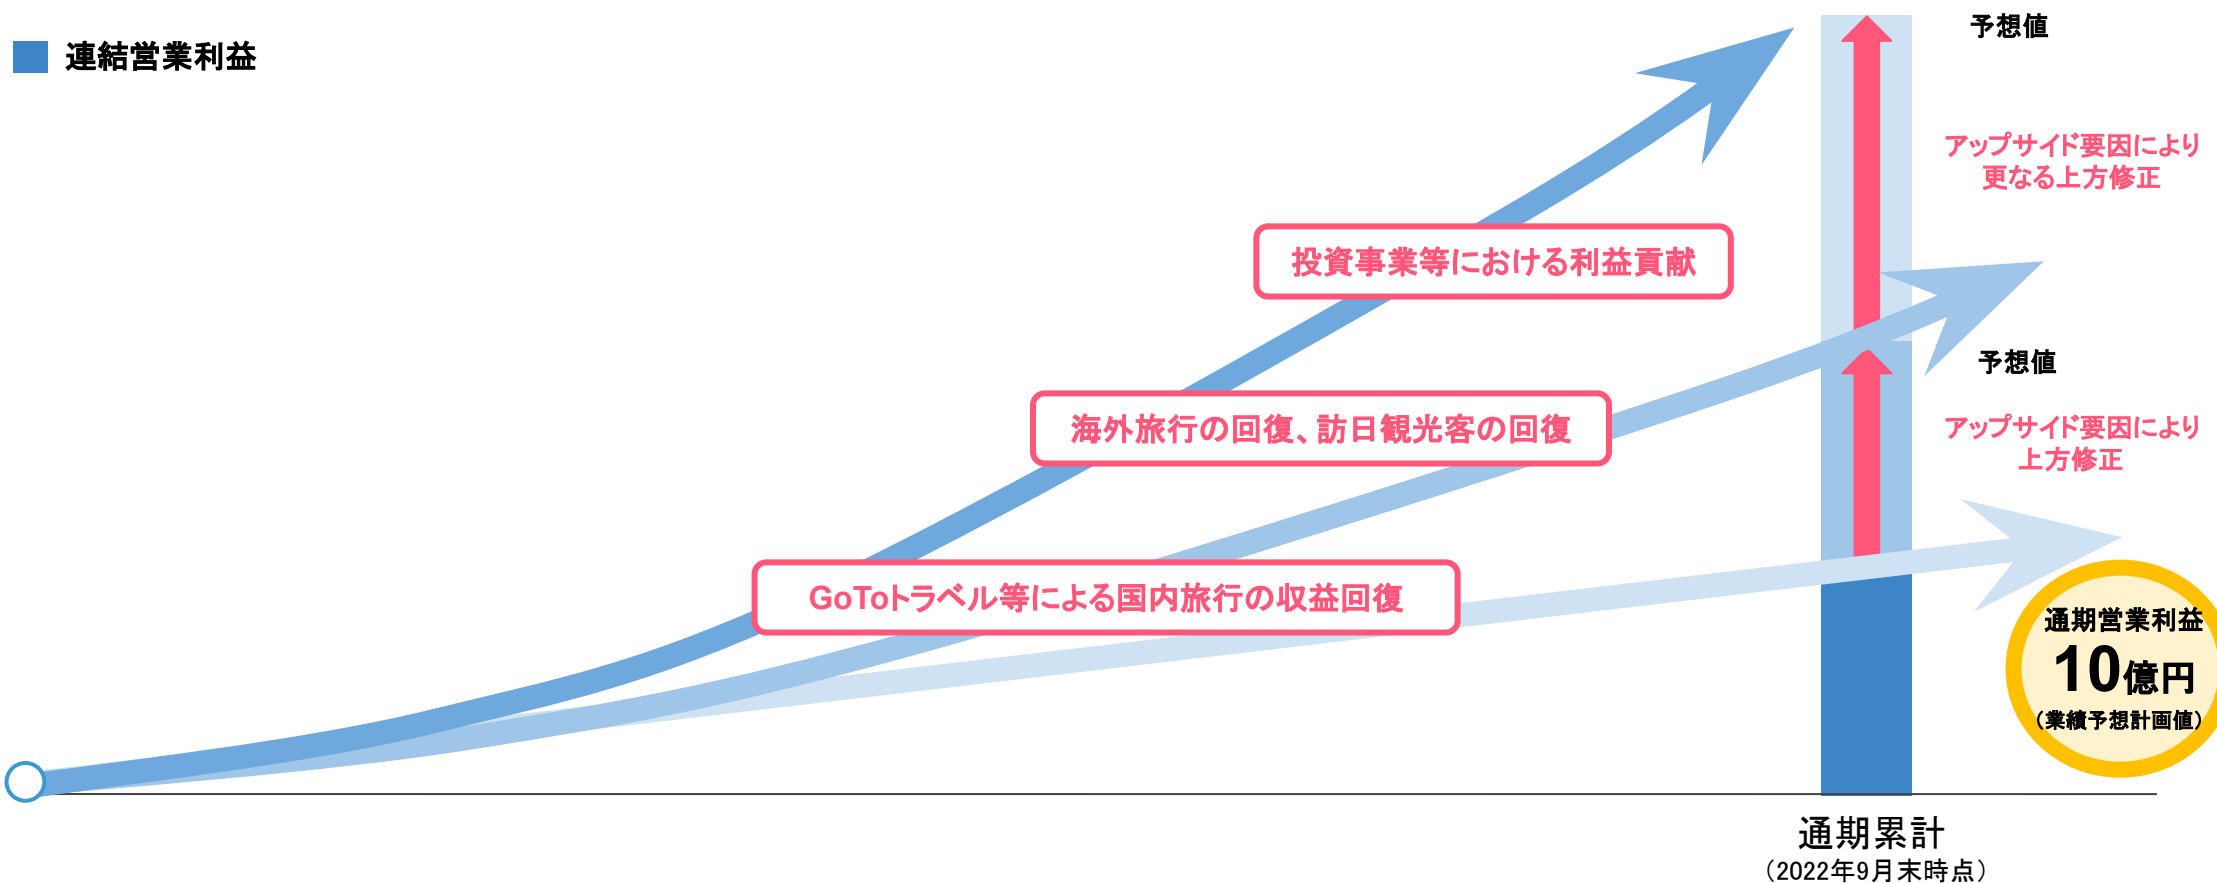 連結営業利益
予想値
アップサイド要因により
更なる上方修正
投資事業等における利益貢献
予想値
海外旅行の回復、訪日観光客の回復
アップサイド要因により
上方修正
GoToトラベル等による国内旅行の収益回復
通期営業利益
10億円
（業績予想計画値）
通期累計
（2022年9月末時点）